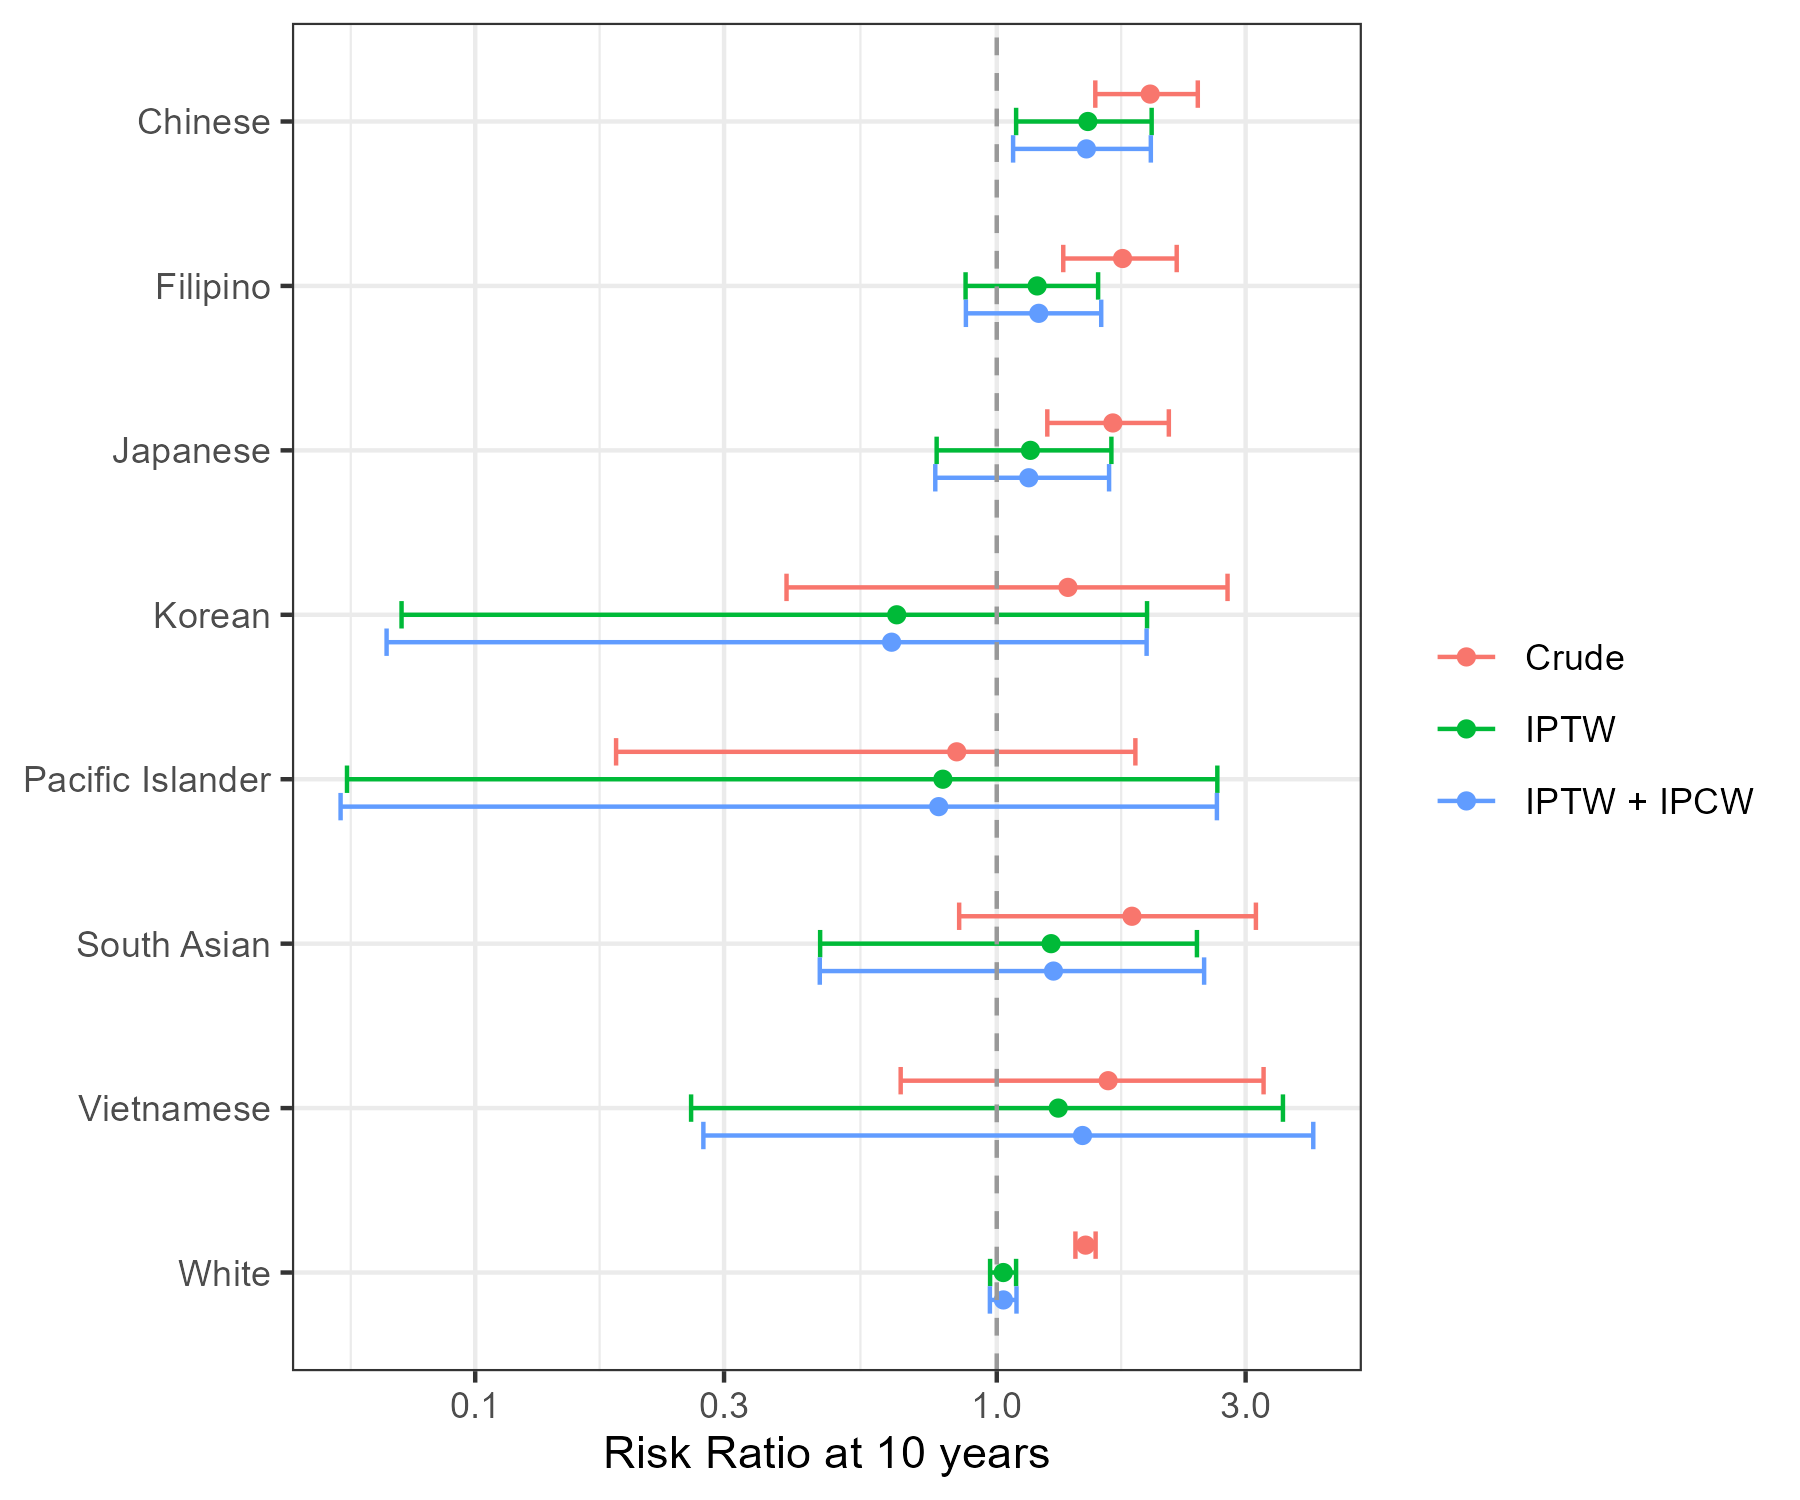 Chinese
Filipino
Japanese
Korean
Pacific Islander
South Asian
Vietnamese
White
0.1 0.3 1.0 3.0
Risk Ratio at 10 years
Crude
IPTW
IPTW + IPCW